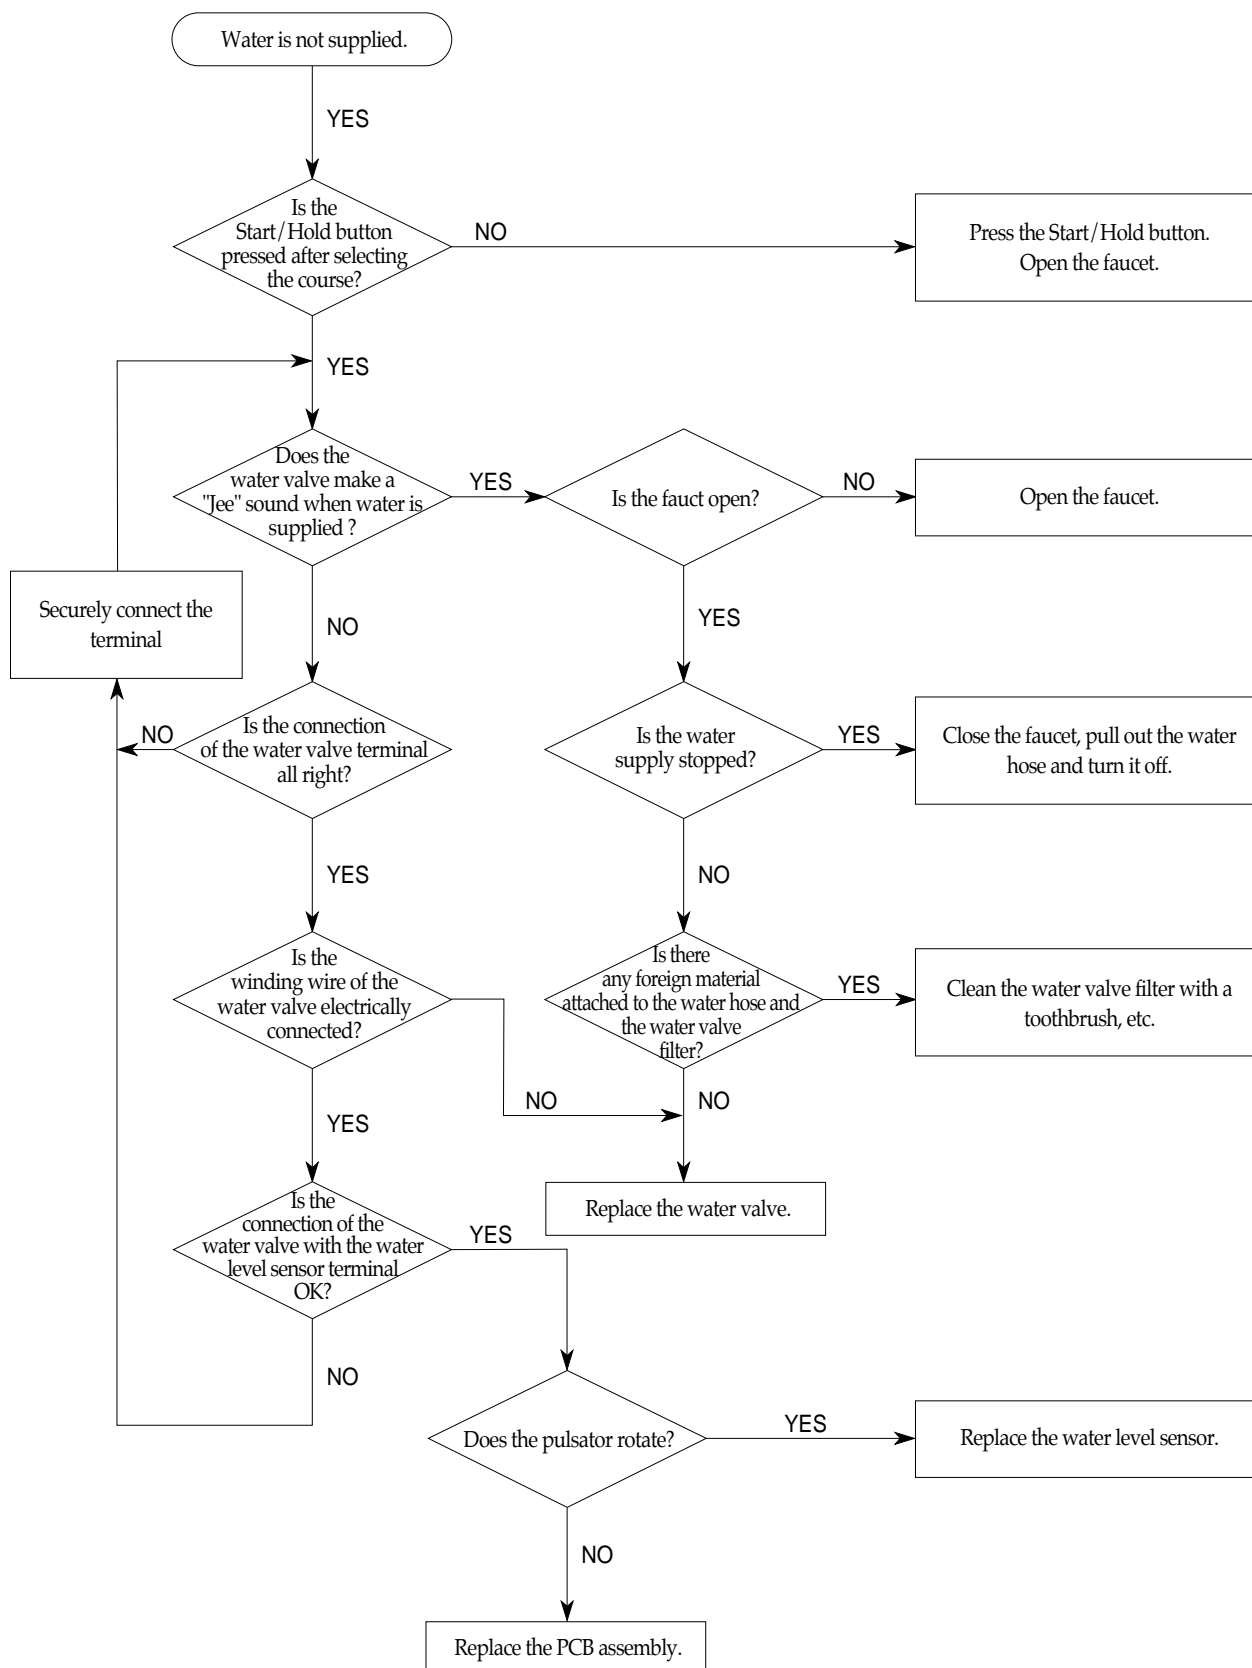 Water is not supplied.
YES
Is the
Start/Hold button
pressed after selecting
the course?
NO
Press the Start/Hold button.
Open the faucet.
YES
Does the
water valve make a
"Jee" sound when water is
supplied ?
YES
Is the fauct open?
NO
Open the faucet.
Securely connect the
terminal
NO
YES
NO
Is the connection
of the water valve terminal
all right?
Is the water
supply stopped?
YES
Close the faucet, pull out the water
hose and turn it off.
YES
NO
Is the
winding wire of the
water valve electrically
connected?
Is there
any foreign material
attached to the water hose and
the water valve
filter?
YES
Clean the water valve filter with a
toothbrush, etc.
NO
NO
YES
Replace the water valve.
Is the
connection of the
water valve with the water
level sensor terminal
OK?
YES
NO
Does the pulsator rotate?
YES
Replace the water level sensor.
NO
Replace the PCB assembly.